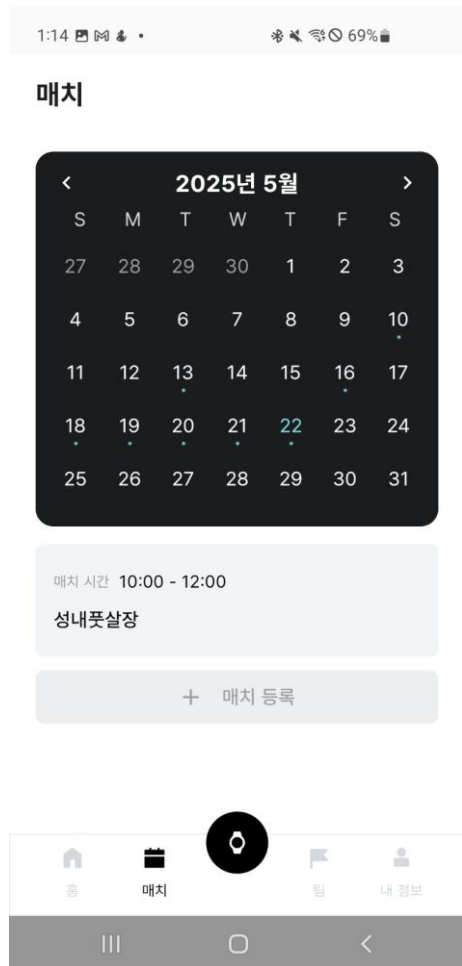 1:14 69%
매치
2025년 5월
S M T W T F S
27 28 29 30 1 2 3
4 5 6 7 8 9 10
11 12 13 14 15 16 17
18 19 20 21 22 23 24
25 26 27 28 29 30 31
매치 시간 10:00 - 12:00
성내풋살장
+ 매치 등록
홈 매치 팀 내 정보